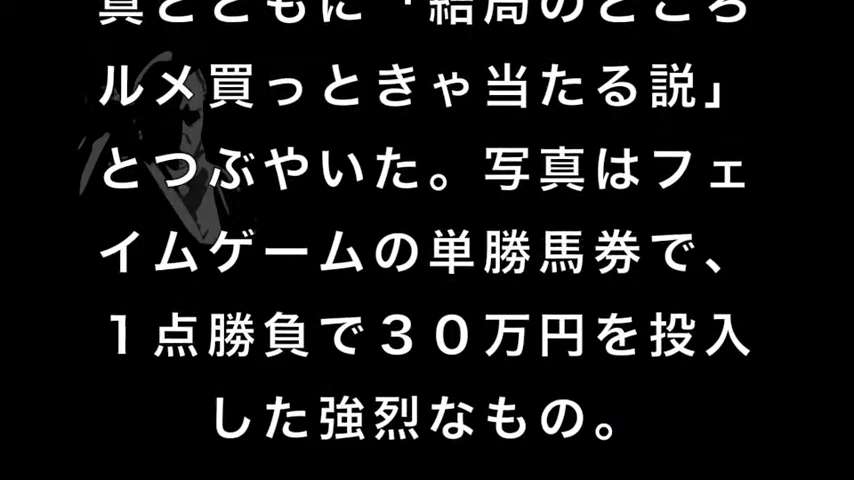 真とともに「結局のところ
ルメ買っときゃ当たる説」
とつぶやいた。写真はフェ
イムゲームの単勝馬券で、
１点勝負で３０万円を投入
した強烈なもの。